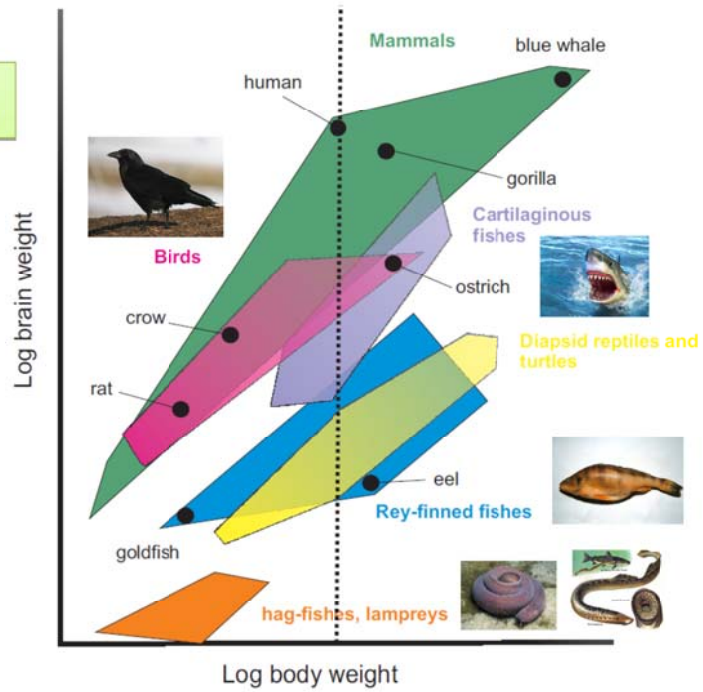 Mammals
blue whale
human
gorilla
Cartilaginous
fishes
Birds
ostrich
crow
Diapsid reptiles and
turtles
rat
eel
Rey-finned fishes
goldfish
hag-fishes, lampreys
Log brain weight
Log body weight